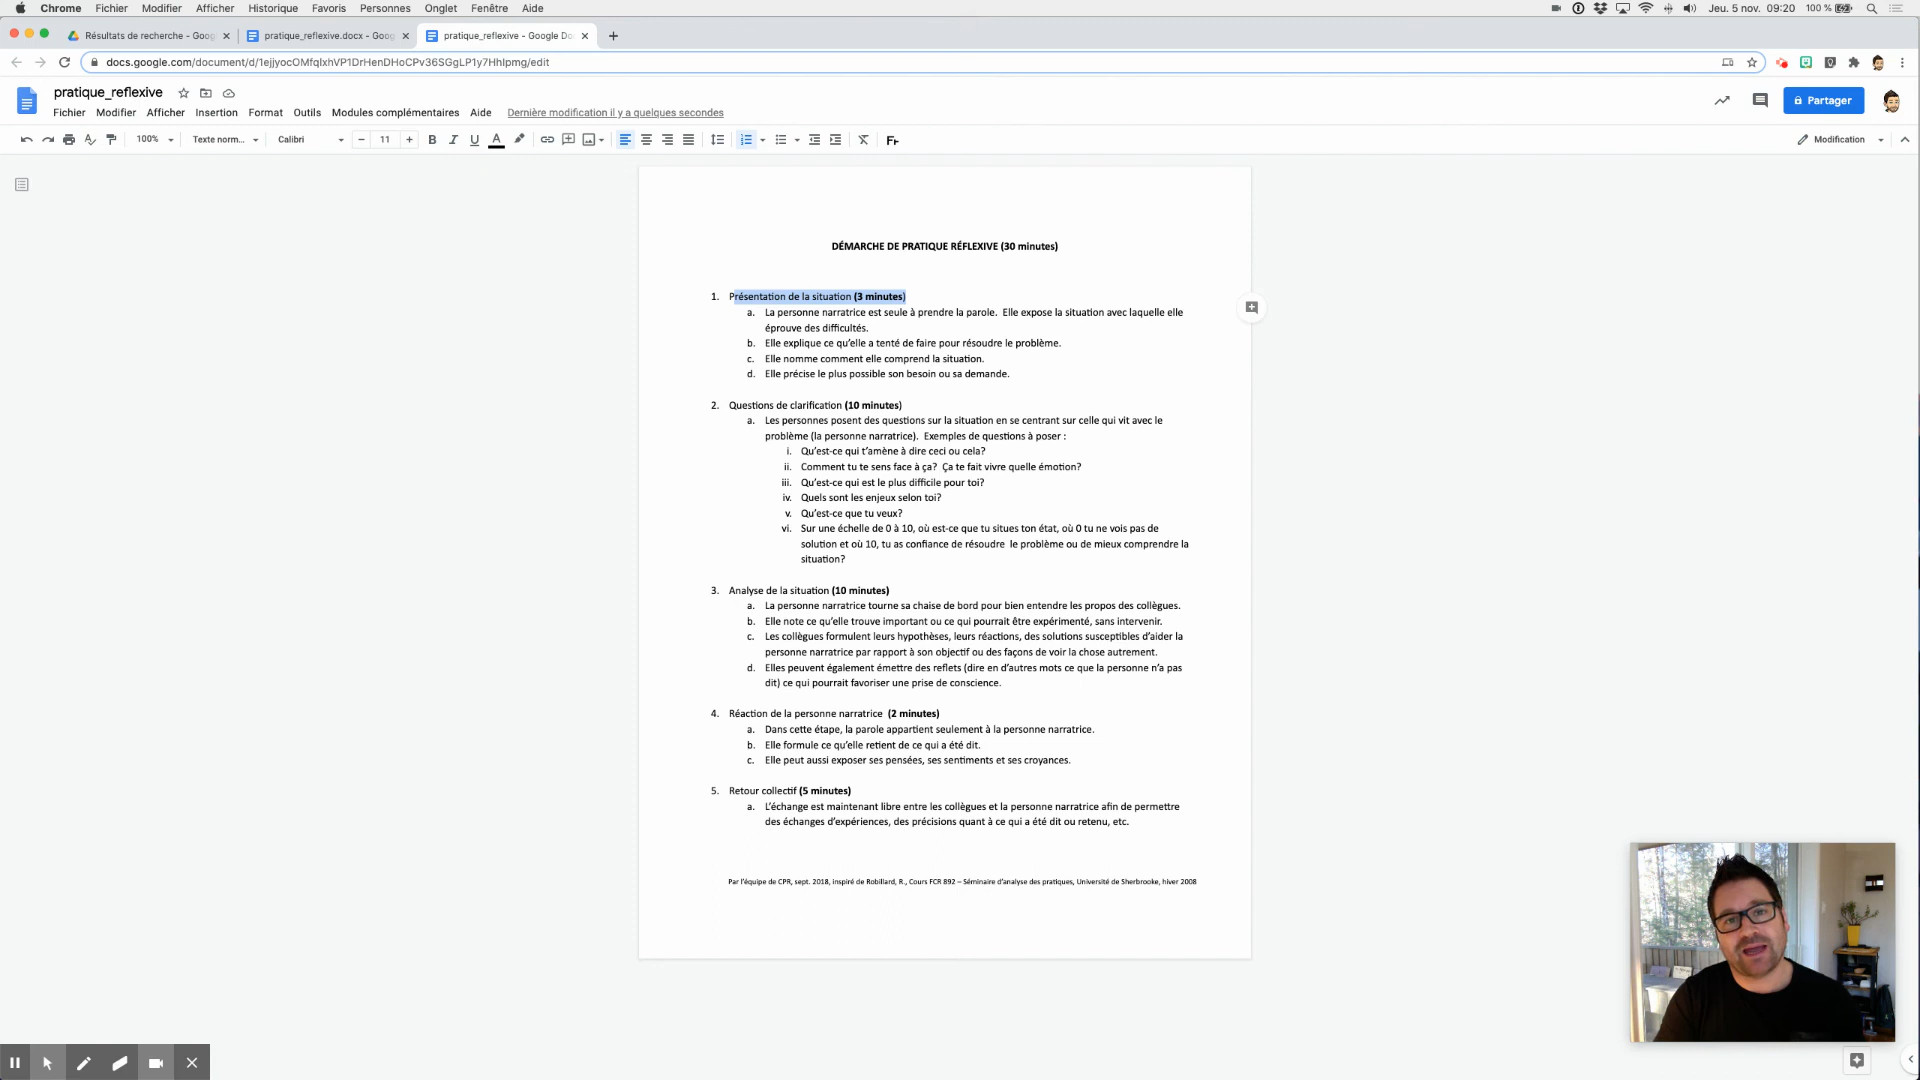 Chrome Fichier Modifier Afficher Historique Favoris Personnes Onglet Fenêtre Aide
Jeu. 5 nov. 09:20 100 %
Résultats de recherche - Goog
pratique_reflexive.docx - Goog
pratique_reflexive - Google Do
docs.google.com/document/d/1ejjyocOMfqIxhVP1DrHenDHoCPv36SGgLP1y7HhIpmg/edit
pratique_reflexive
Fichier Modifier Afficher Insertion Format Outils Modules complémentaires Aide Dernière modification il y a quelques secondes
Partager
100% Texte norm... Calibri 11 Modification
DÉMARCHE DE PRATIQUE RÉFLEXIVE (30 minutes)
1. Présentation de la situation (3 minutes)
a. La personne narratrice est seule à prendre la parole. Elle expose la situation avec laquelle elle
éprouve des difficultés.
b. Elle explique ce qu'elle a tenté de faire pour résoudre le problème.
c. Elle nomme comment elle comprend la situation.
d. Elle précise le plus possible son besoin ou sa demande.
2. Questions de clarification (10 minutes)
a. Les personnes posent des questions sur la situation en se centrant sur celle qui vit avec le
problème (la personne narratrice). Exemples de questions à poser :
i. Qu'est-ce qui t'amène à dire ceci ou cela?
ii. Comment tu te sens face à ça? Ça te fait vivre quelle émotion?
iii. Qu'est-ce qui est le plus difficile pour toi?
iv. Quels sont les enjeux selon toi?
v. Qu'est-ce que tu veux?
vi. Sur une échelle de 0 à 10, où est-ce que tu situes ton état, où 0 tu ne vois pas de
solution et où 10, tu as confiance de résoudre le problème ou de mieux comprendre la
situation?
3. Analyse de la situation (10 minutes)
a. La personne narratrice tourne sa chaise de bord pour bien entendre les propos des collègues.
b. Elle note ce qu'elle trouve important ou ce qui pourrait être expérimenté, sans intervenir.
c. Les collègues formulent leurs hypothèses, leurs réactions, des solutions susceptibles d'aider la
personne narratrice par rapport à son objectif ou des façons de voir la chose autrement.
d. Elles peuvent également émettre des reflets (dire en d'autres mots ce que la personne n'a pas
dit) ce qui pourrait favoriser une prise de conscience.
4. Réaction de la personne narratrice (2 minutes)
a. Dans cette étape, la parole appartient seulement à la personne narratrice.
b. Elle formule ce qu'elle retient de ce qui a été dit.
c. Elle peut aussi exposer ses pensées, ses sentiments et ses croyances.
5. Retour collectif (5 minutes)
a. L'échange est maintenant libre entre les collègues et la personne narratrice afin de permettre
des échanges d'expériences, des précisions quant à ce qui a été dit ou retenu, etc.
Par l'équipe de CPR, sept. 2018, inspiré de Robillard, R., Cours FCR 892 – Séminaire d'analyse des pratiques, Université de Sherbrooke, hiver 2008